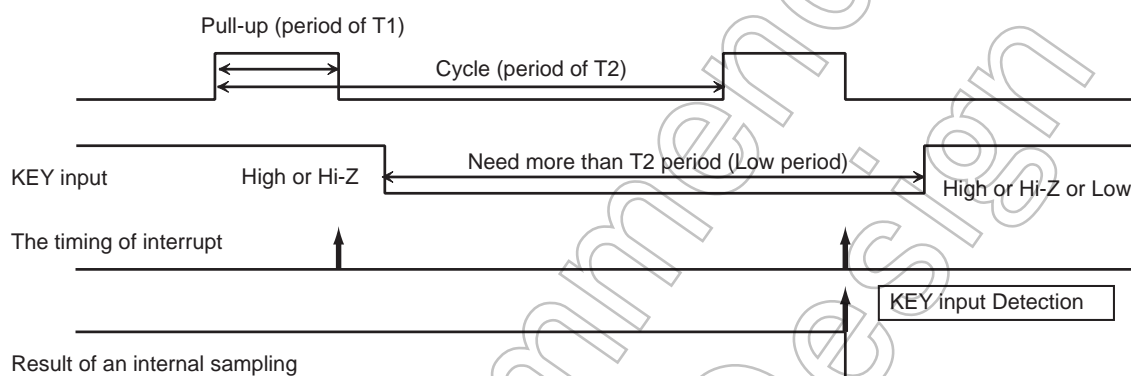 Pull-up (period of T1)
Cycle (period of T2)
Need more than T2 period (Low period)
KEY input
High or Hi-Z
High or Hi-Z or Low
The timing of interrupt
KEY input Detection
Result of an internal sampling